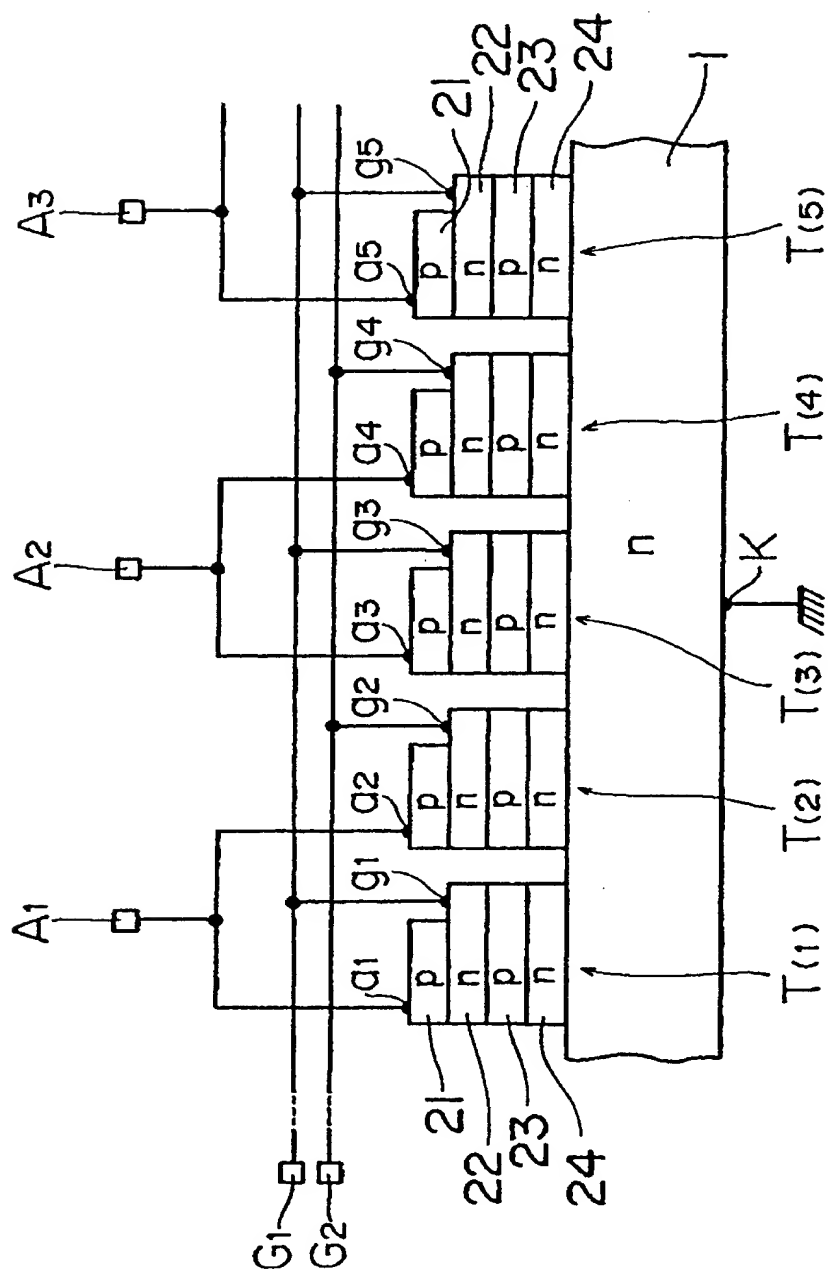 A1 A2 A3
G1
G2
a1 g1 a2 g2 a3 g3 a4 g4 a5 g5
21 p p p p p 21
22 n n n n n 22
23 p p p p p 23
24 n n n n n 24
n 1
K
T(1) T(2) T(3) T(4) T(5)